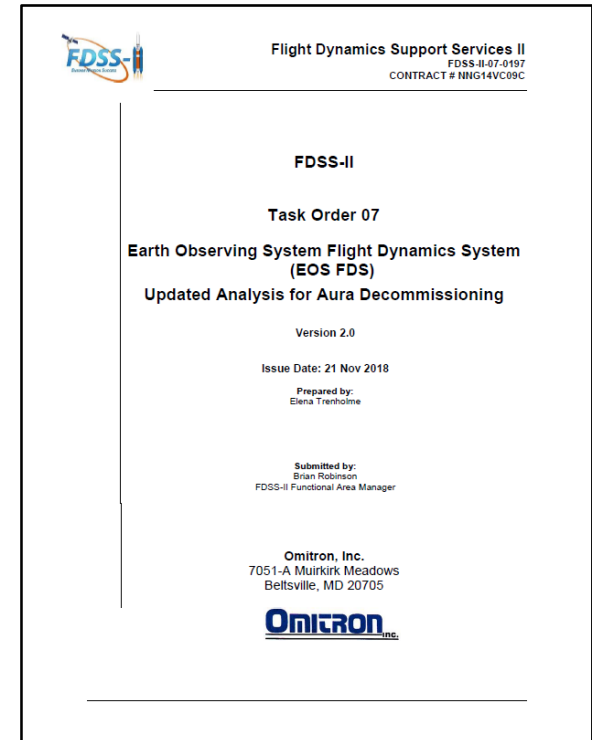 FDSS-II
Flight Dynamics Support Services II
FDSS-II-07-0197
CONTRACT # NNG14VC09C
FDSS-II
Task Order 07
Earth Observing System Flight Dynamics System
(EOS FDS)
Updated Analysis for Aura Decommissioning
Version 2.0
Issue Date: 21 Nov 2018
Prepared by:
Elena Trenholme
Submitted by:
Brian Robinson
FDSS-II Functional Area Manager
Omitron, Inc.
7051-A Muirkirk Meadows
Beltsville, MD 20705
OMITRON inc.